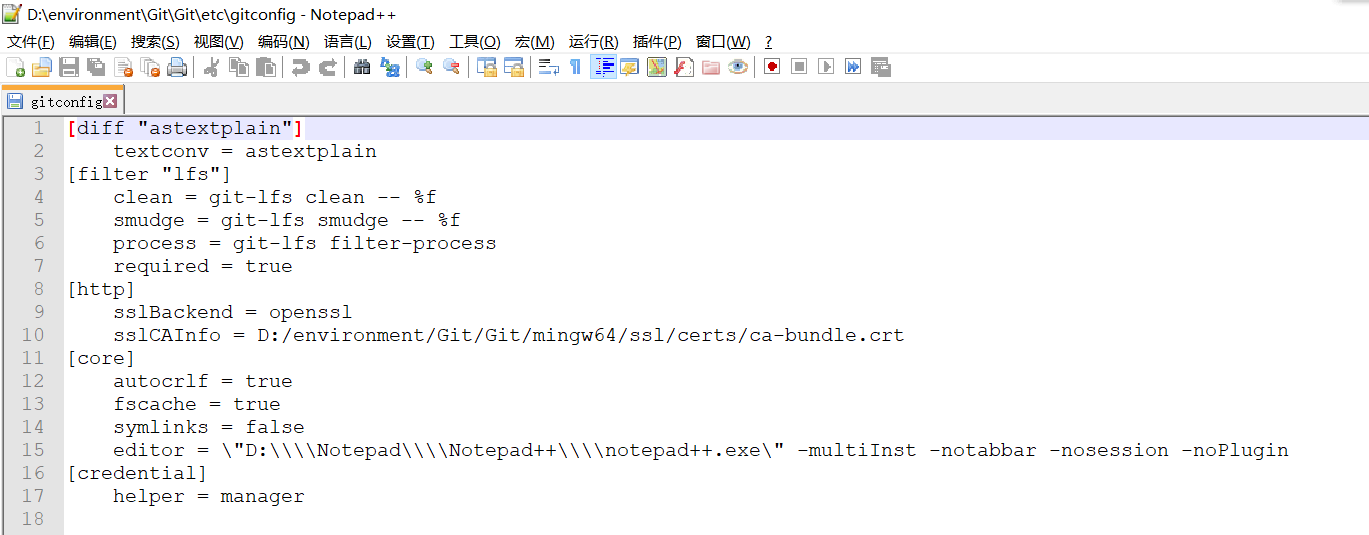 D:\environment\Git\Git\etc\gitconfig - Notepad++
文件(F) 编辑(E) 搜索(S) 视图(V) 编码(N) 语言(L) 设置(T) 工具(O) 宏(M) 运行(R) 插件(P) 窗口(W) ?
gitconfig
1 [diff "astextplain"]
2 textconv = astextplain
3 [filter "lfs"]
4 clean = git-lfs clean -- %f
5 smudge = git-lfs smudge -- %f
6 process = git-lfs filter-process
7 required = true
8 [http]
9 sslBackend = openssl
10 sslCAInfo = D:/environment/Git/Git/mingw64/ssl/certs/ca-bundle.crt
11 [core]
12 autocrlf = true
13 fscache = true
14 symlinks = false
15 editor = \"D:\\\\Notepad\\\\Notepad++\\\\notepad++.exe\" -multiInst -notabbar -nosession -noPlugin
16 [credential]
17 helper = manager
18